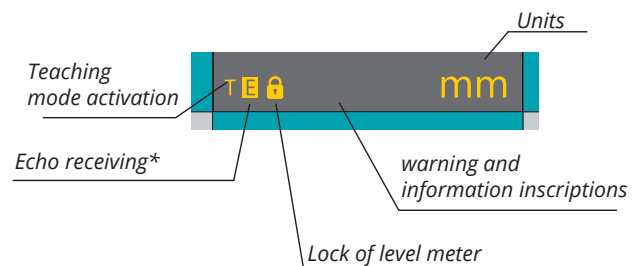 Units
Teaching
mode activation
T E mm
Echo receiving*
warning and
information inscriptions
Lock of level meter